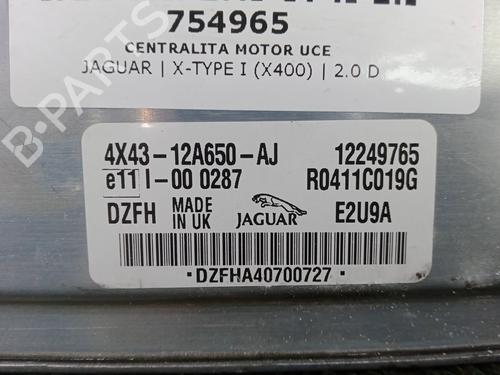 754965
CENTRALITA MOTOR UCE
JAGUAR | X-TYPE I (X400) | 2.0 D
4X43-12A650-AJ 12249765
e11 I-00 0287 R0411C019G
DZFH MADE IN UK JAGUAR E2U9A
DZFHA40700727
B-PARTS